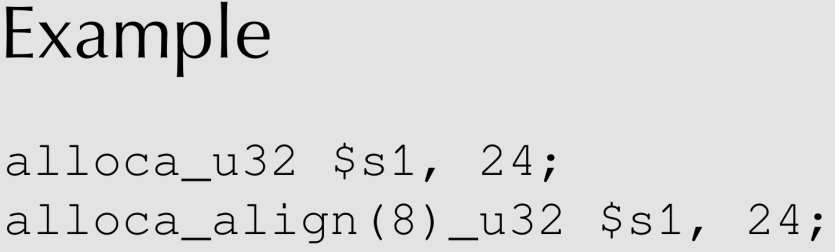 Example
alloca_u32 $s1, 24;
alloca_align(8)_u32 $s1, 24;